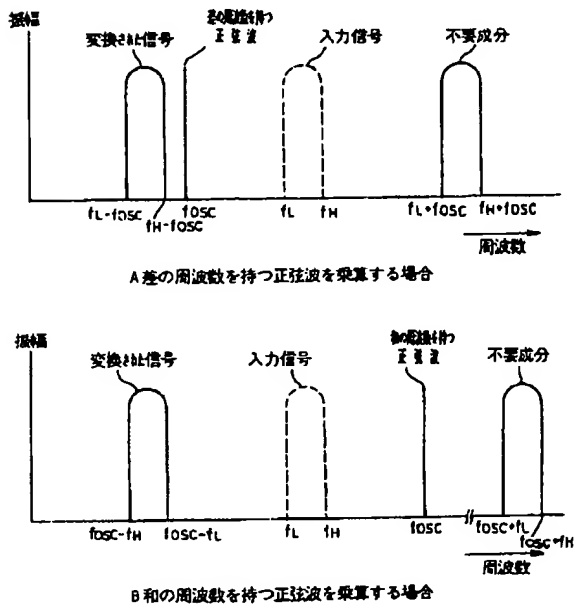 振幅
変換された信号
差の周波数を持つ
正弦波
入力信号
不要成分
fL-fOSC
fH-fOSC
fOSC
fL
fH
fL+fOSC
fH+fOSC
周波数
A差の周波数を持つ正弦波を乗算する場合
振幅
変換された信号
入力信号
和の周波数を持つ
正弦波
不要成分
fOSC-fH
fOSC-fL
fL
fH
fOSC
fOSC+fL
fOSC+fH
周波数
B和の周波数を持つ正弦波を乗算する場合